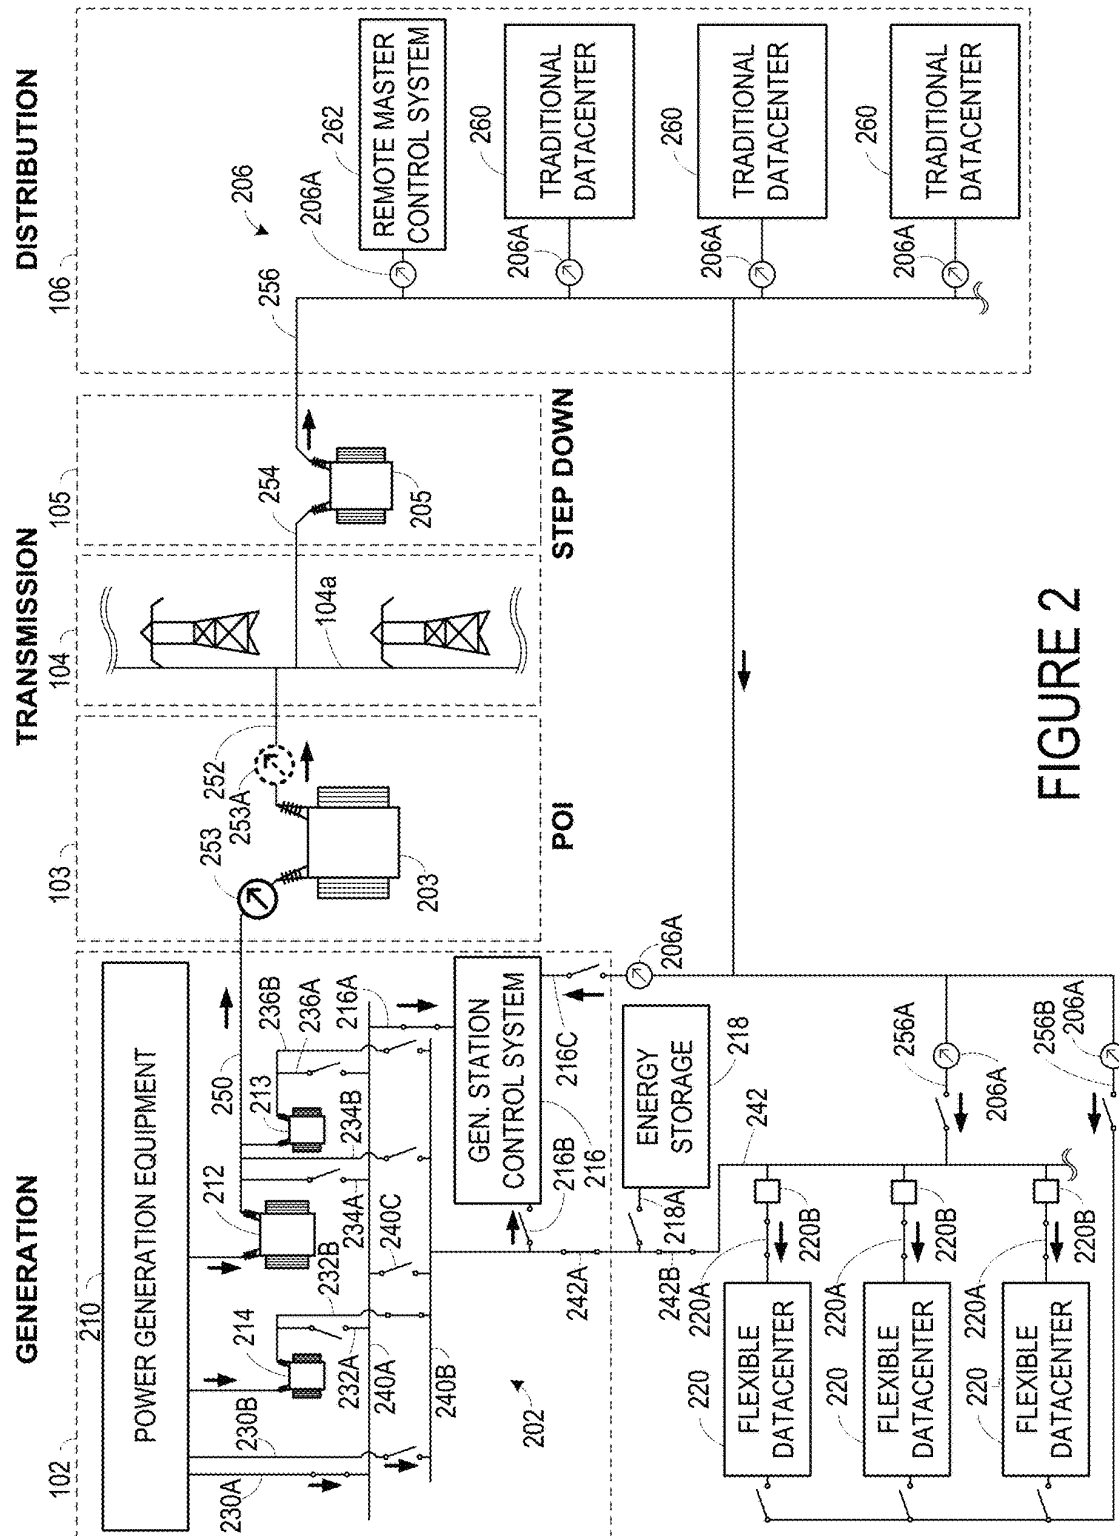 GENERATION
TRANSMISSION
DISTRIBUTION
102
103
104
105
106
210
POWER GENERATION EQUIPMENT
230A
230B
214
232A
232B
240A
240B
240C
212
234A
234B
213
250
236B
236A
216A
GEN. STATION
CONTROL SYSTEM
216
216B
216C
202
253
253A
252
203
POI
104a
254
205
STEP DOWN
256
206
206A
262
REMOTE MASTER
CONTROL SYSTEM
206A
260
TRADITIONAL
DATACENTER
206A
260
TRADITIONAL
DATACENTER
206A
260
TRADITIONAL
DATACENTER
206A
ENERGY
STORAGE
218
218A
242A
242B
242
256A
206A
256B
206A
220
FLEXIBLE
DATACENTER
220A
220B
220
FLEXIBLE
DATACENTER
220A
220B
220
FLEXIBLE
DATACENTER
220A
220B
FIGURE 2